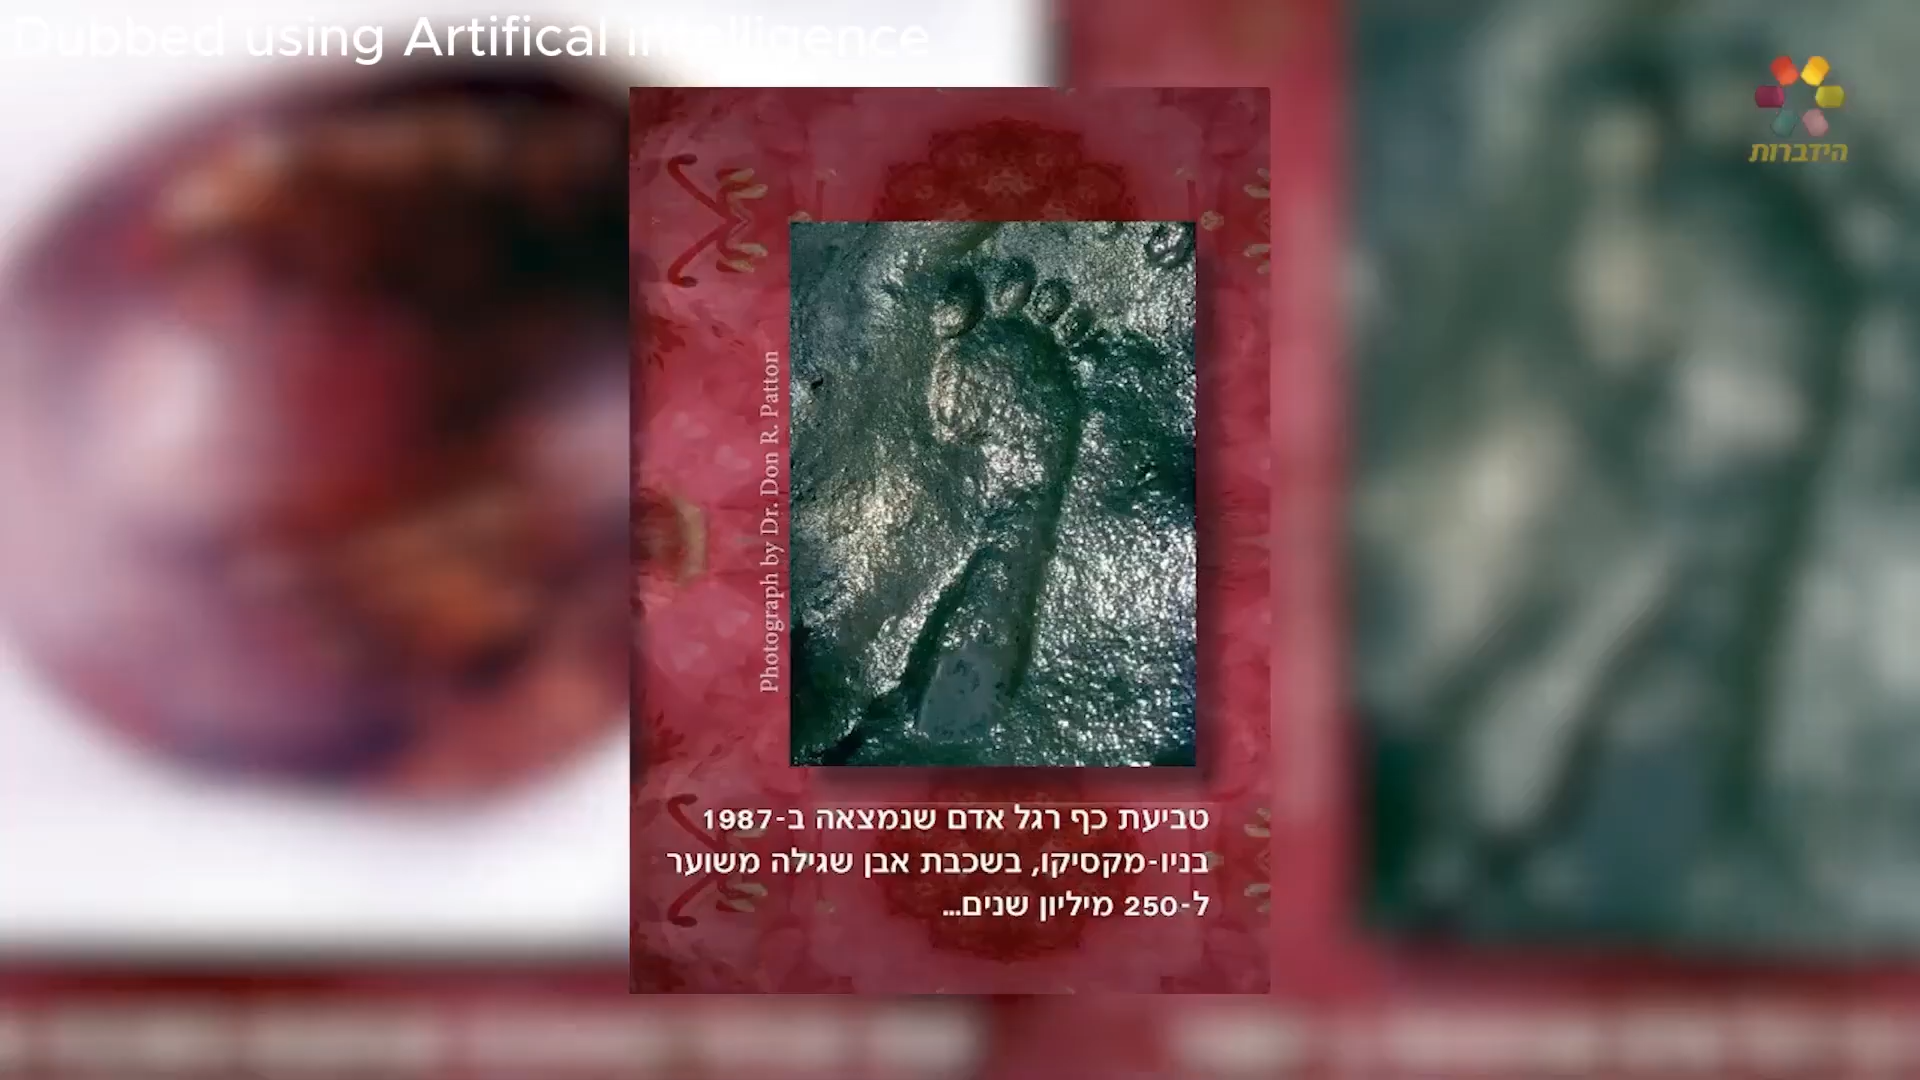 Dubbed using Artifical intelligence
הידברות
Photograph by Dr. Don R. Patton
טביעת כף רגל אדם שנמצאה ב-1987
בניו-מקסיקו, בשכבת אבן שגילה משוער
ל-250 מיליון שנים...